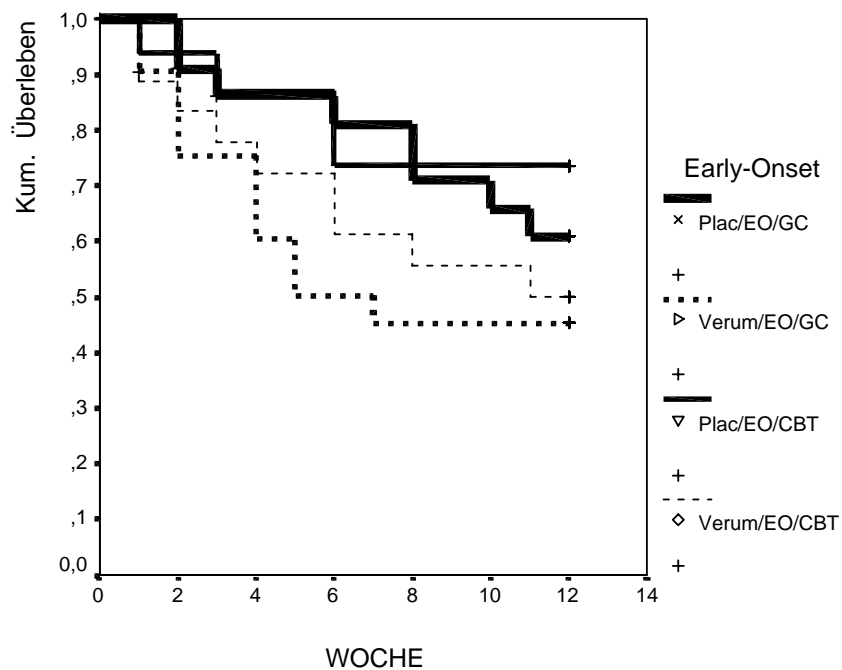 1,0
,9
,8
,7
,6
,5
,4
,3
,2
,1
0,0
Kum. Überleben
0 2 4 6 8 10 12 14
WOCHE
Early-Onset
Plac/EO/GC
Verum/EO/GC
Plac/EO/CBT
Verum/EO/CBT